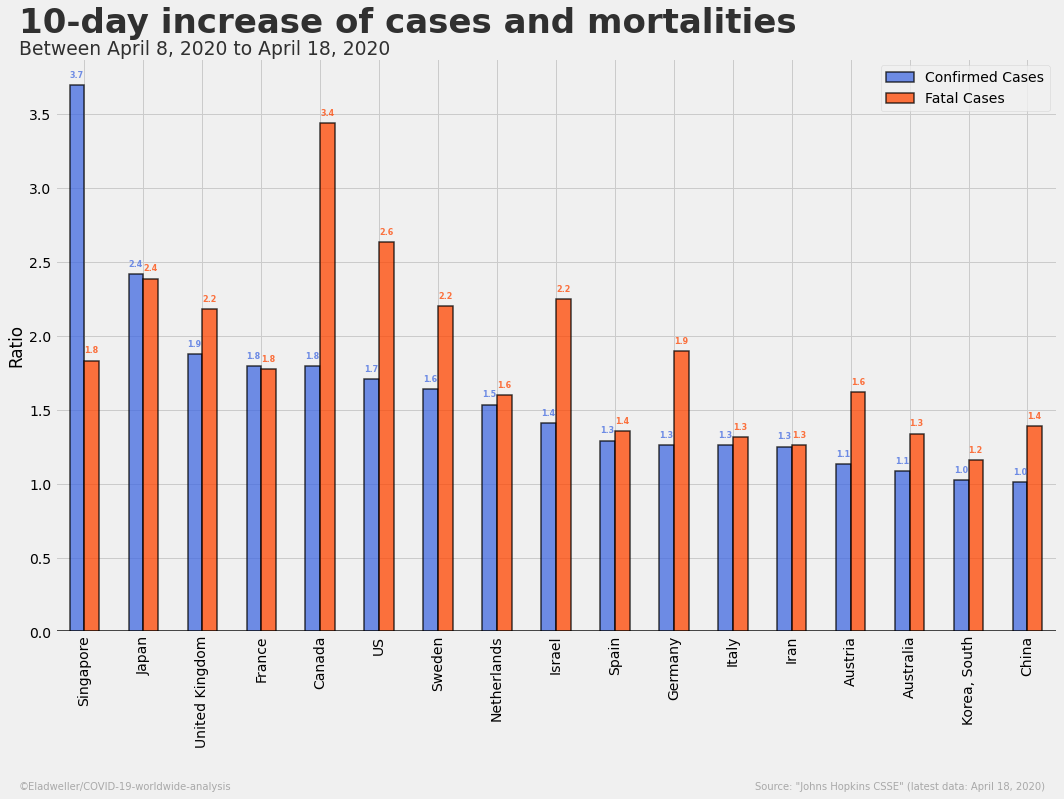 10-day increase of cases and mortalities
Between April 8, 2020 to April 18, 2020
Confirmed Cases
Fatal Cases
Ratio
3.5
3.0
2.5
2.0
1.5
1.0
0.5
0.0
3.7 1.8
2.4 2.4
1.9 2.2
1.8 1.8
1.8 3.4
1.7 2.6
1.6 2.2
1.5 1.6
1.4 2.2
1.3 1.4
1.3 1.9
1.3 1.3
1.3 1.3
1.1 1.6
1.1 1.3
1.0 1.2
1.0 1.4
Singapore
Japan
United Kingdom
France
Canada
US
Sweden
Netherlands
Israel
Spain
Germany
Italy
Iran
Austria
Australia
Korea, South
China
©Eladweller/COVID-19-worldwide-analysis
Source: "Johns Hopkins CSSE" (latest data: April 18, 2020)